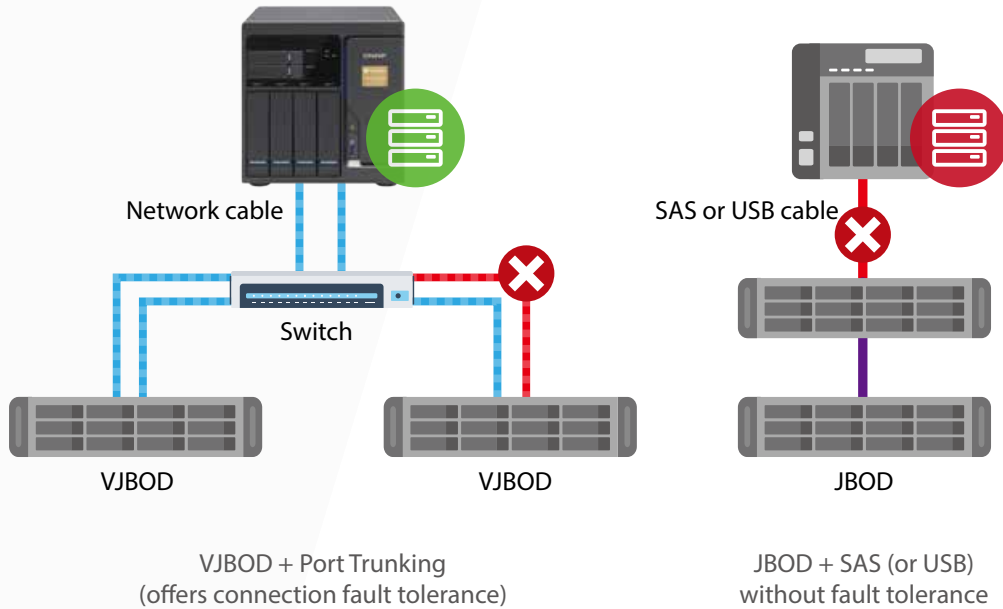 Network cable
SAS or USB cable
Switch
VJBOD
VJBOD
JBOD
VJBOD + Port Trunking
(offers connection fault tolerance)
JBOD + SAS (or USB)
without fault tolerance